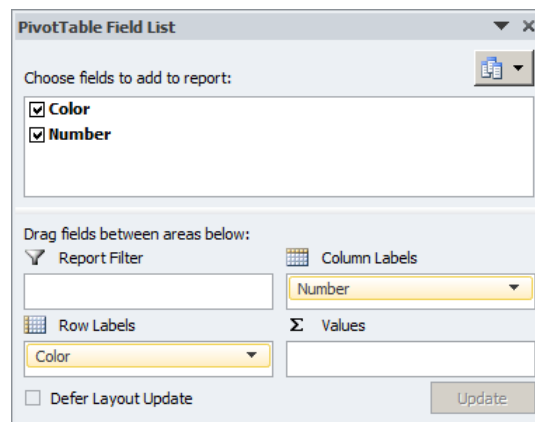 PivotTable Field List
Choose fields to add to report:
Color
Number
Drag fields between areas below:
Report Filter
Column Labels
Number
Row Labels
Σ Values
Color
Defer Layout Update
Update